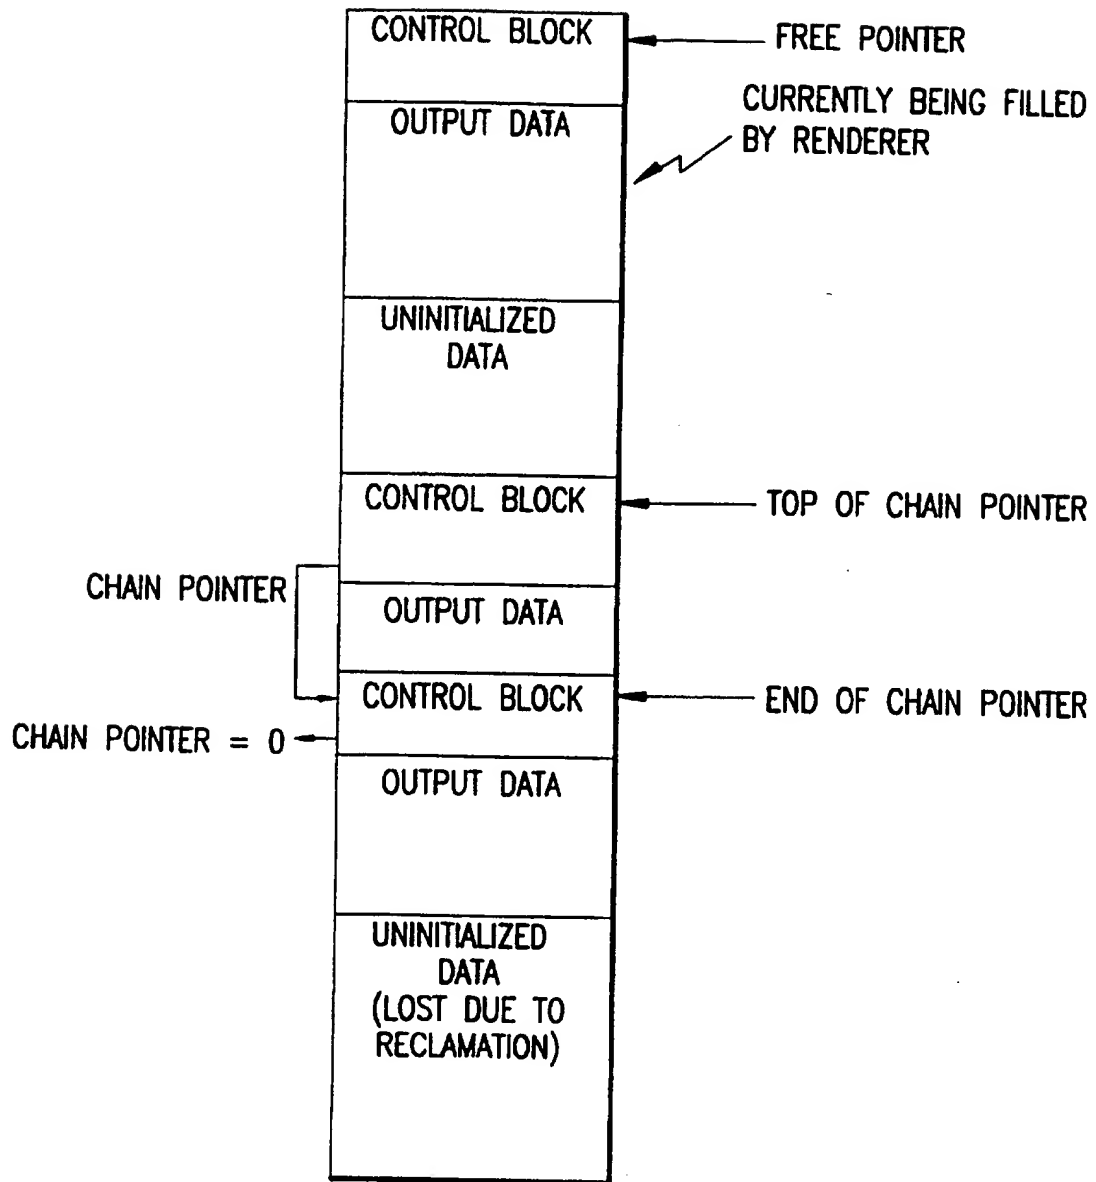 CONTROL BLOCK
FREE POINTER
OUTPUT DATA
CURRENTLY BEING FILLED
BY RENDERER
UNINITIALIZED
DATA
CONTROL BLOCK
TOP OF CHAIN POINTER
CHAIN POINTER
OUTPUT DATA
CONTROL BLOCK
END OF CHAIN POINTER
CHAIN POINTER = 0
OUTPUT DATA
UNINITIALIZED
DATA
(LOST DUE TO
RECLAMATION)